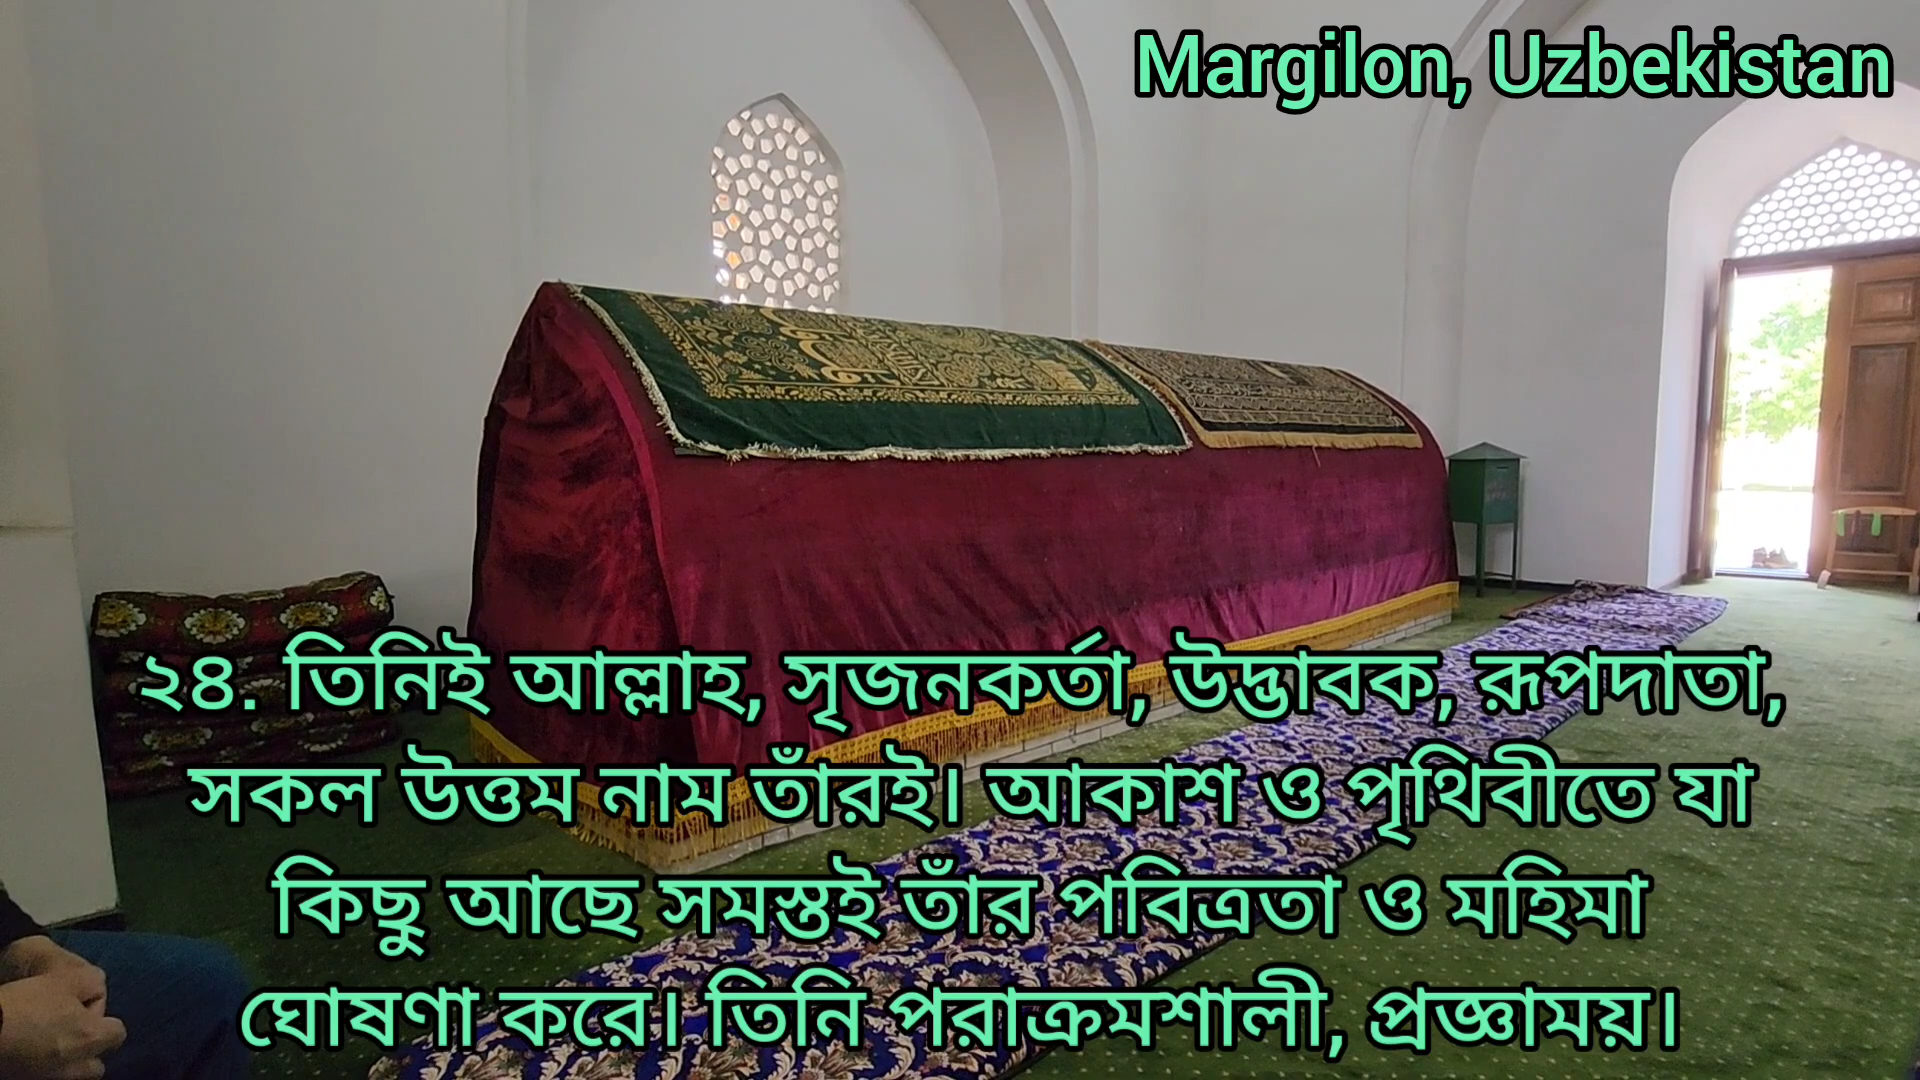 Margilon, Uzbekistan
২৪. তিনিই আল্লাহ, সৃজনকর্তা, উদ্ভাবক, রূপদাতা,
সকল উত্তম নাম তাঁরই। আকাশ ও পৃথিবীতে যা
কিছু আছে সমস্তই তাঁর পবিত্রতা ও মহিমা
ঘোষণা করে। তিনি পরাক্রমশালী, প্রজ্ঞাময়।